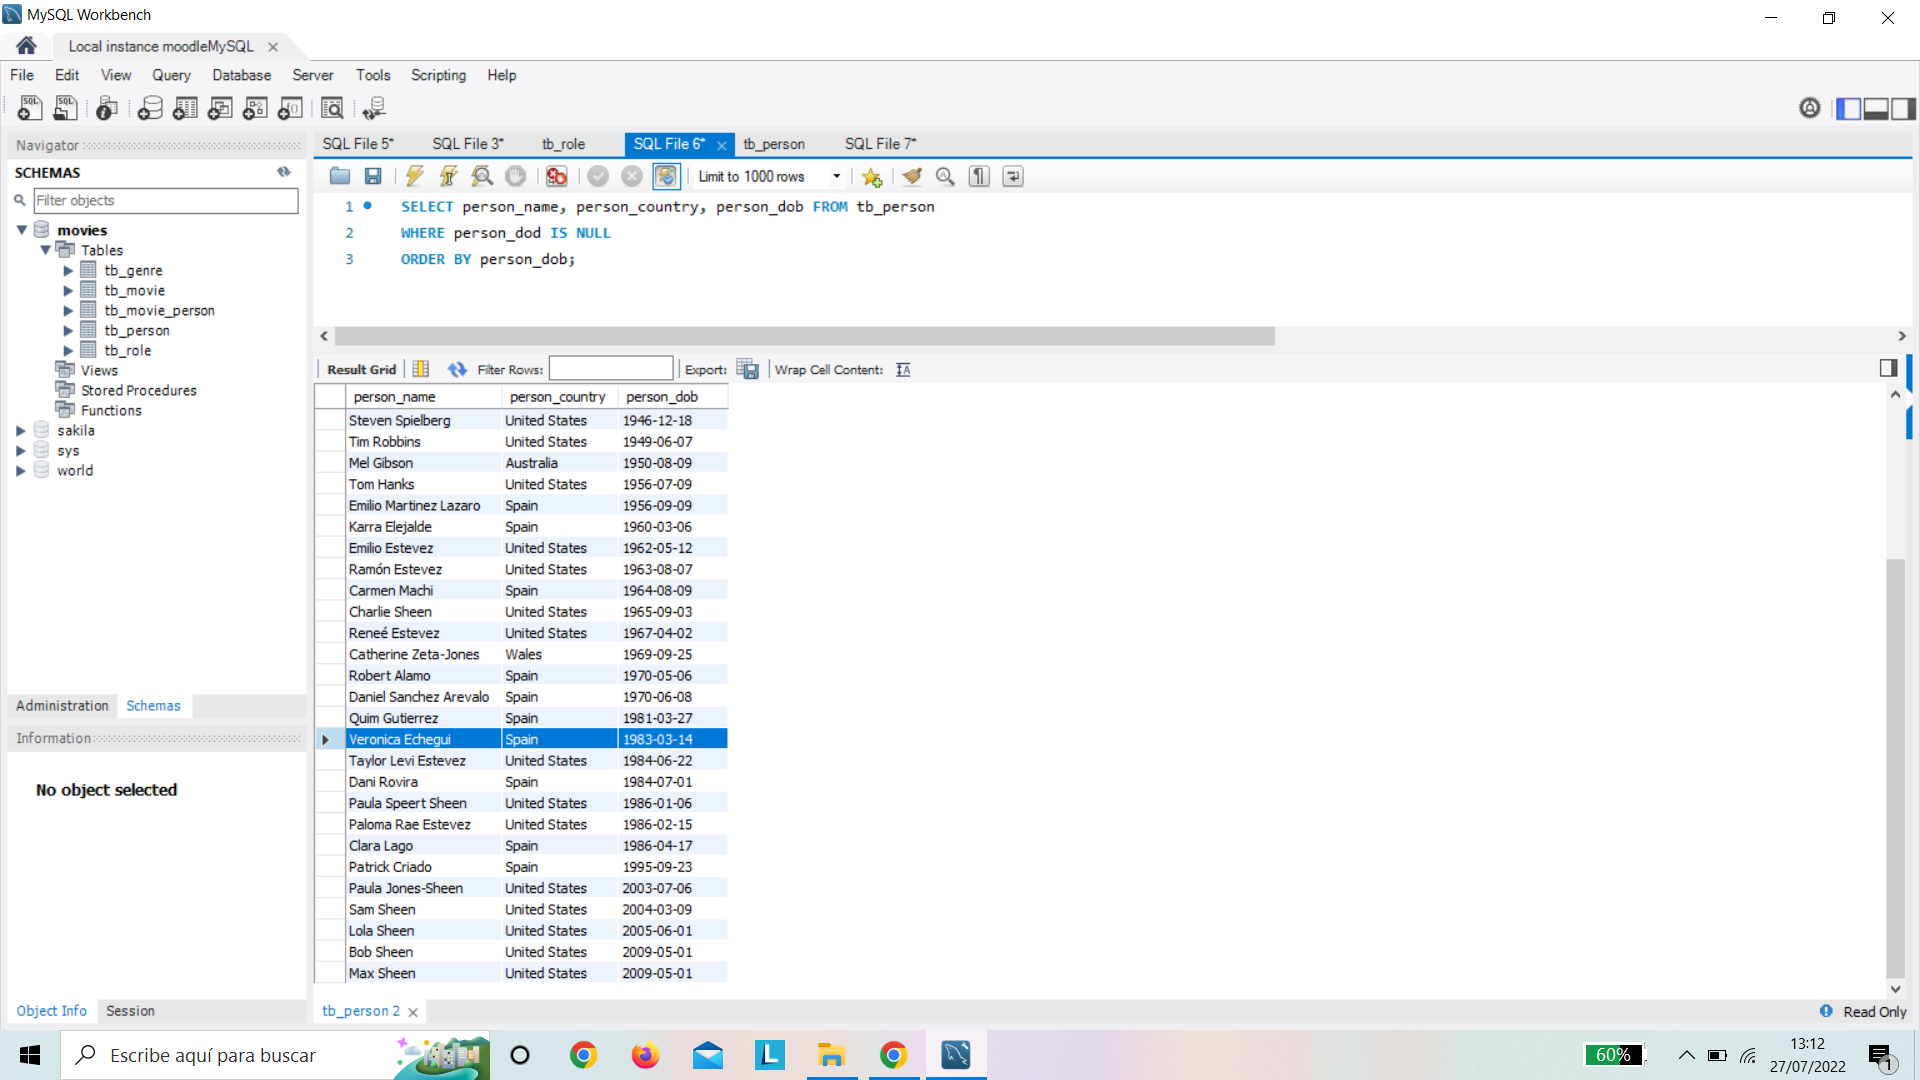 MySQL Workbench
Local instance moodleMySQL
File Edit View Query Database Server Tools Scripting Help
Navigator
SCHEMAS
Filter objects
movies
Tables
tb_genre
tb_movie
tb_movie_person
tb_person
tb_role
Views
Stored Procedures
Functions
sakila
sys
world
Administration Schemas
Information
No object selected
Object Info Session
SQL File 5* SQL File 3* tb_role SQL File 6* tb_person SQL File 7*
Limit to 1000 rows
1 SELECT person_name, person_country, person_dob FROM tb_person
2 WHERE person_dod IS NULL
3 ORDER BY person_dob;
Result Grid Filter Rows: Export: Wrap Cell Content:
person_name person_country person_dob
Steven Spielberg United States 1946-12-18
Tim Robbins United States 1949-06-07
Mel Gibson Australia 1950-08-09
Tom Hanks United States 1956-07-09
Emilio Martinez Lazaro Spain 1956-09-09
Karra Elejalde Spain 1960-03-06
Emilio Estevez United States 1962-05-12
Ramón Estevez United States 1963-08-07
Carmen Machi Spain 1964-08-09
Charlie Sheen United States 1965-09-03
Reneé Estevez United States 1967-04-02
Catherine Zeta-Jones Wales 1969-09-25
Robert Alamo Spain 1970-05-06
Daniel Sanchez Arevalo Spain 1970-06-08
Quim Gutierrez Spain 1981-03-27
Veronica Echegui Spain 1983-03-14
Taylor Levi Estevez United States 1984-06-22
Dani Rovira Spain 1984-07-01
Paula Speert Sheen United States 1986-01-06
Paloma Rae Estevez United States 1986-02-15
Clara Lago Spain 1986-04-17
Patrick Criado Spain 1995-09-23
Paula Jones-Sheen United States 2003-07-06
Sam Sheen United States 2004-03-09
Lola Sheen United States 2005-06-01
Bob Sheen United States 2009-05-01
Max Sheen United States 2009-05-01
tb_person 2
Read Only
Escribe aquí para buscar
L
60%
13:12
27/07/2022
1